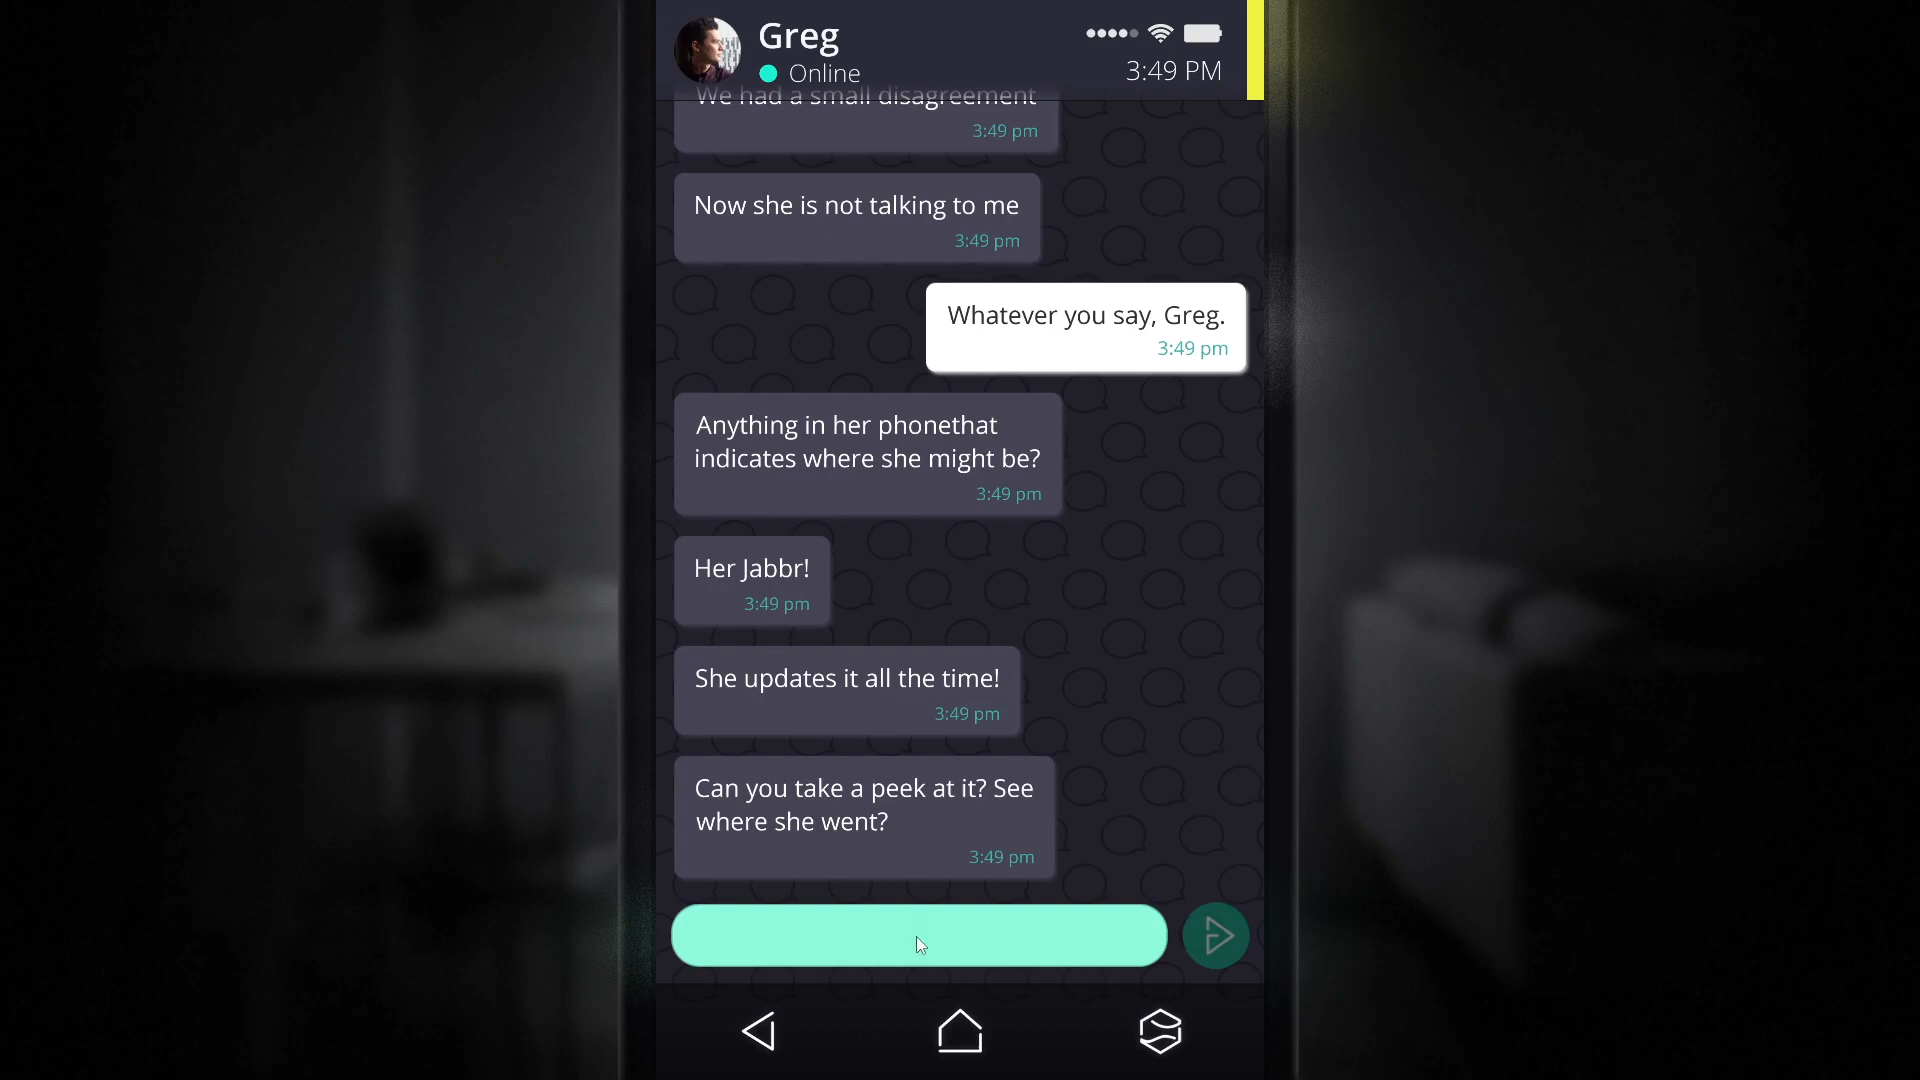 Greg
Online
3:49 PM
We had a small disagreement
3:49 pm
Now she is not talking to me
3:49 pm
Whatever you say, Greg.
3:49 pm
Anything in her phonethat
indicates where she might be?
3:49 pm
Her Jabbr!
3:49 pm
She updates it all the time!
3:49 pm
Can you take a peek at it? See
where she went?
3:49 pm